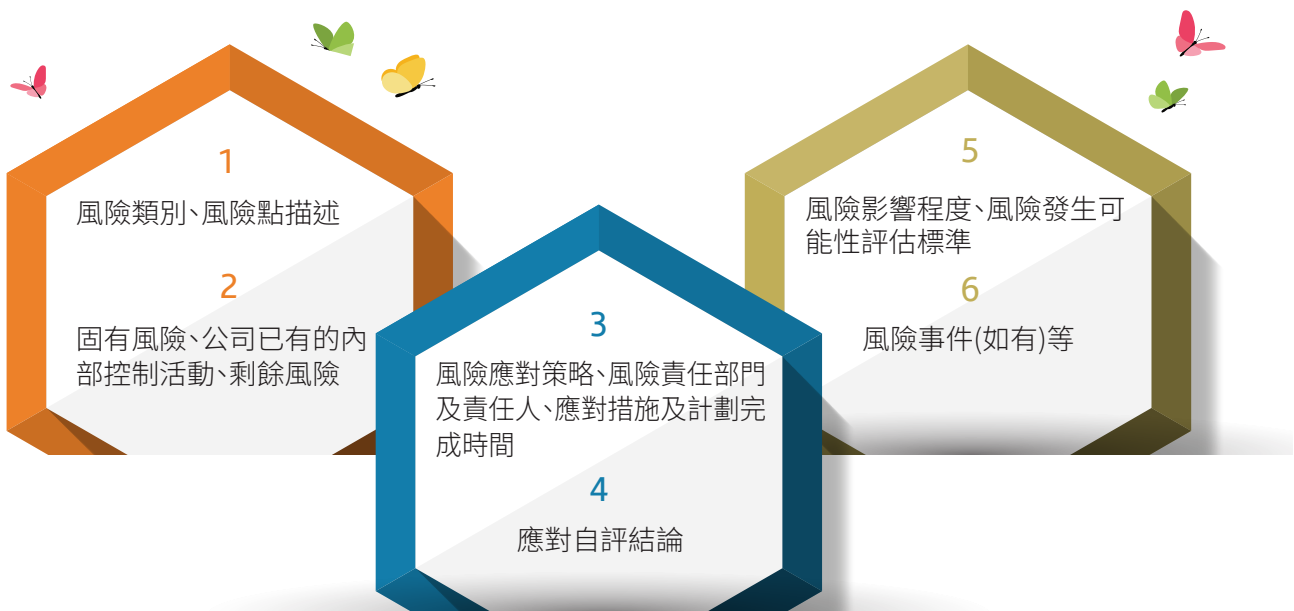 1
風險類別、風險點描述
2
固有風險、公司已有的內
部控制活動、剩餘風險
3
風險應對策略、風險責任部門
及責任人、應對措施及計劃完
成時間
4
應對自評結論
5
風險影響程度、風險發生可
能性評估標準
6
風險事件(如有)等